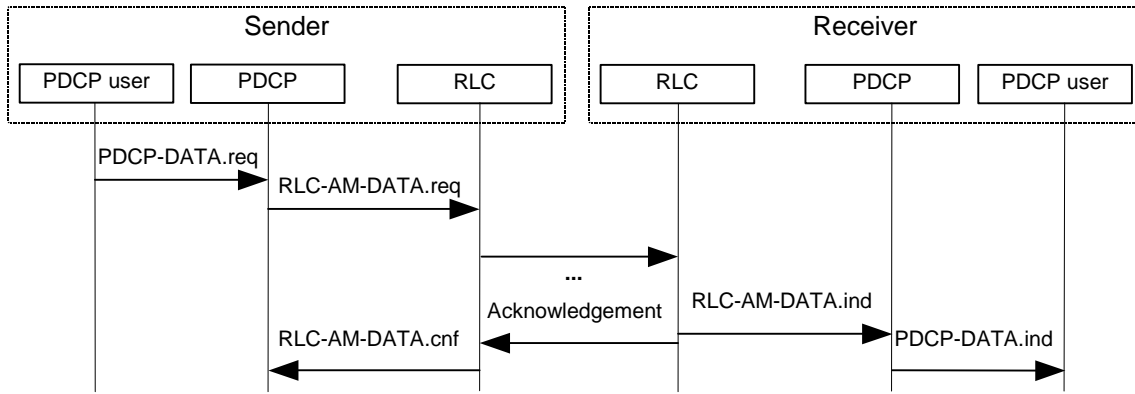 Sender
Receiver
PDCP user
PDCP
RLC
RLC
PDCP
PDCP user
PDCP-DATA.req
RLC-AM-DATA.req
...
Acknowledgement
RLC-AM-DATA.ind
RLC-AM-DATA.cnf
PDCP-DATA.ind